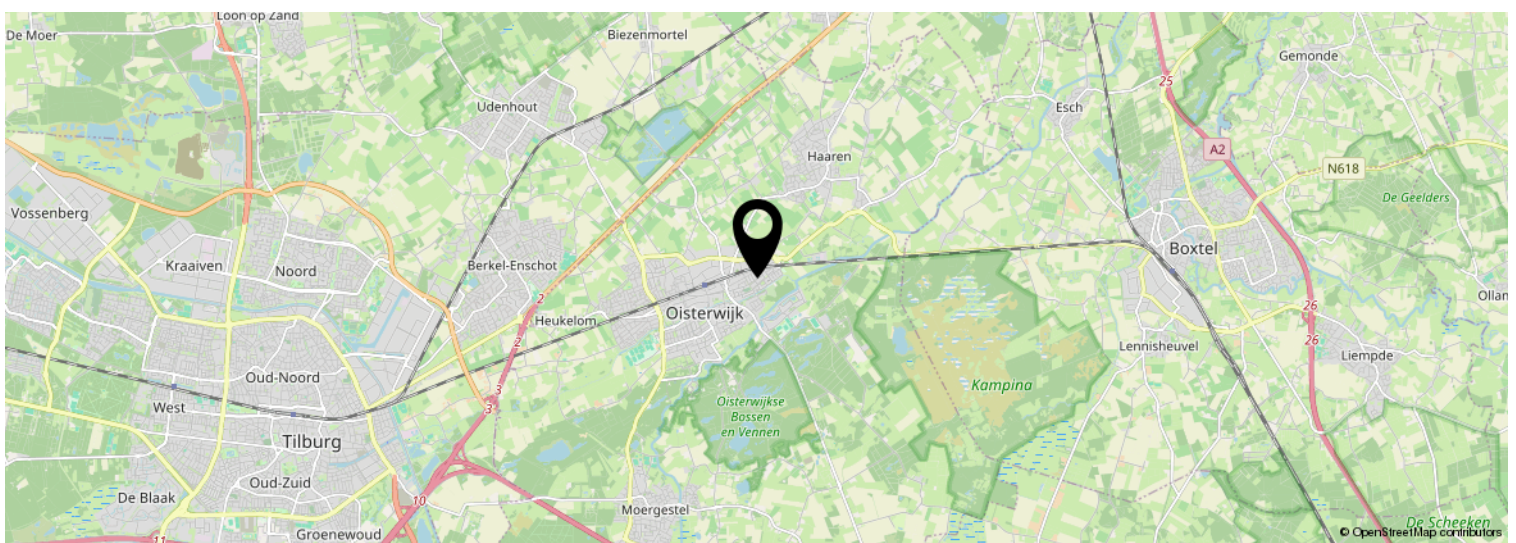 Loon op Zand
De Moer
Biezenmortel
Gemonde
25
Udenhout
Esch
A2
Haaren
N618
De Geelders
Vossenberg
Boxtel
Kraaiven
Noord
Berkel-Enschot
2
Ollan
26
Heukelom
Oisterwijk
2
26
Lennisheuvel
Liempde
Oud-Noord
Kampina
3
3
West
Oisterwijkse
Bossen
en Vennen
Tilburg
Oud-Zuid
De Blaak
10
Moergestel
De Scheeken
Groenewoud
11
© OpenStreetMap contributors